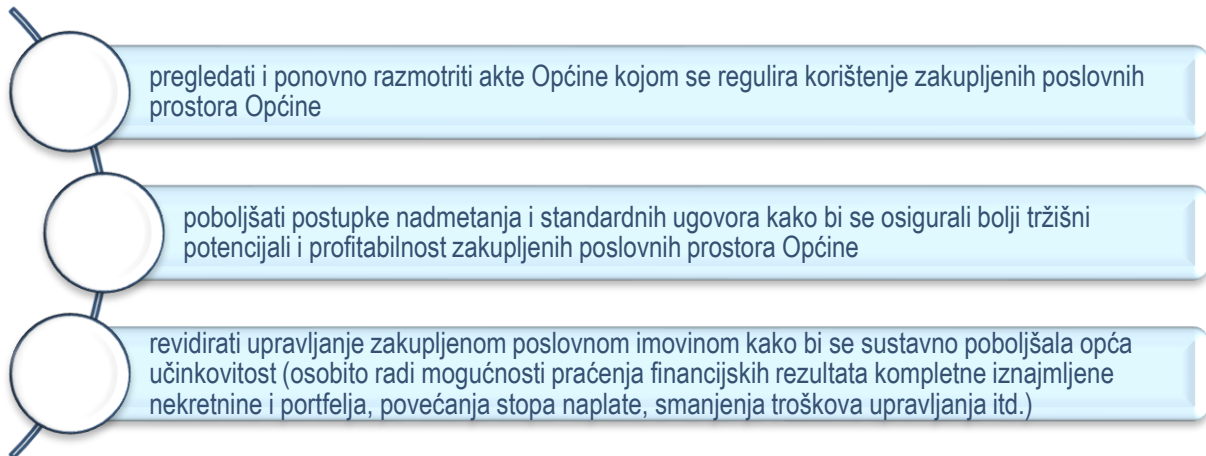 pregledati i ponovno razmotriti akte Općine kojom se regulira korištenje zakupljenih poslovnih
prostora Općine
poboljšati postupke nadmetanja i standardnih ugovora kako bi se osigurali bolji tržišni
potencijali i profitabilnost zakupljenih poslovnih prostora Općine
revidirati upravljanje zakupljenom poslovnom imovinom kako bi se sustavno poboljšala opća
učinkovitost (osobito radi mogućnosti praćenja financijskih rezultata kompletne iznajmljene
nekretnine i portfelja, povećanja stopa naplate, smanjenja troškova upravljanja itd.)